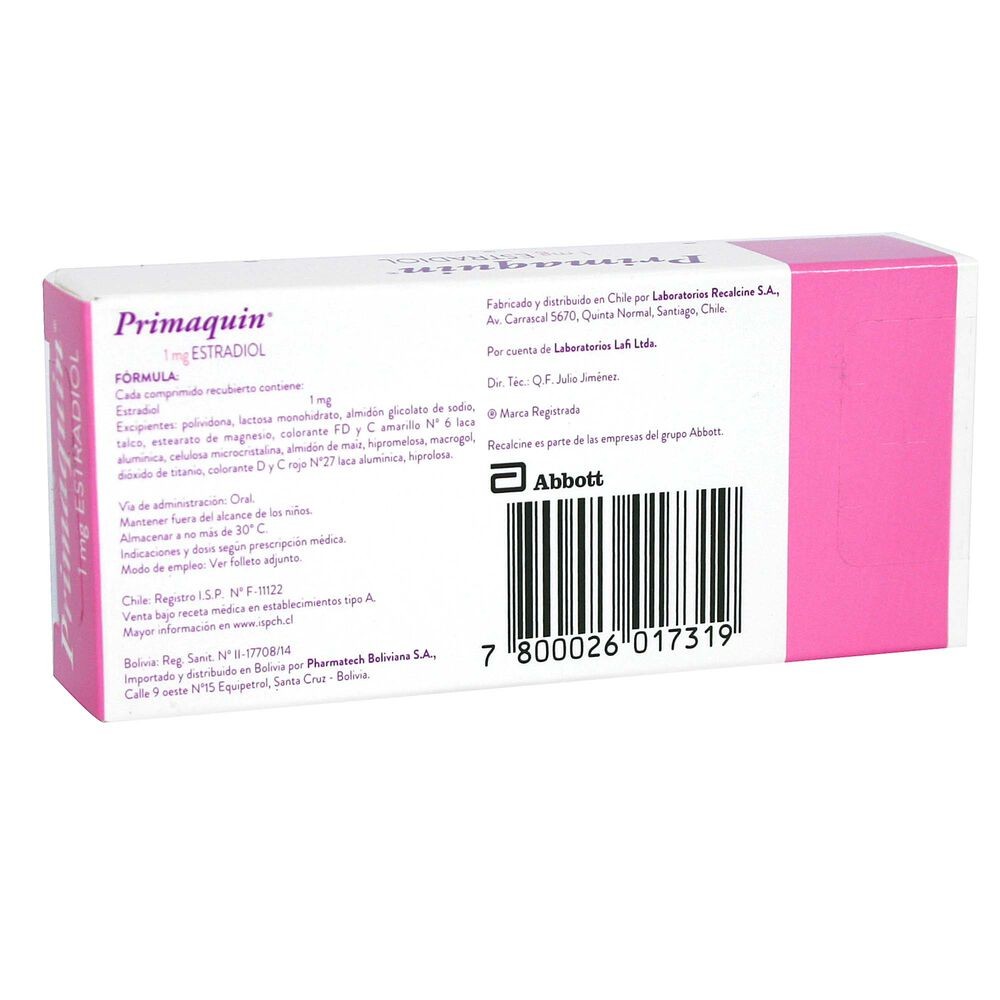 Primaquin®
1 mg ESTRADIOL
Primaquin®
1 mg ESTRADIOL
Primaquin®
1 mg ESTRADIOL
FÓRMULA:
Cada comprimido recubierto contiene:
Estradiol 1 mg
Excipientes: polividona, lactosa monohidrato, almidón glicolato de sodio,
talco, estearato de magnesio, colorante FD y C amarillo N° 6 laca
alumínica, celulosa microcristalina, almidón de maíz, hipromelosa, macrogol,
dióxido de titanio, colorante D y C rojo N°27 laca alumínica, hiprolosa.
Vía de administración: Oral.
Mantener fuera del alcance de los niños.
Almacenar a no más de 30° C.
Indicaciones y dosis según prescripción médica.
Modo de empleo: Ver folleto adjunto.
Chile: Registro I.S.P. N° F-11122
Venta bajo receta médica en establecimientos tipo A.
Mayor información en www.ispch.cl
Bolivia: Reg. Sanit. N° II-17708/14
Importado y distribuido en Bolivia por Pharmatech Boliviana S.A.,
Calle 9 oeste N°15 Equipetrol, Santa Cruz - Bolivia.
Fabricado y distribuido en Chile por Laboratorios Recalcine S.A.,
Av. Carrascal 5670, Quinta Normal, Santiago, Chile.
Por cuenta de Laboratorios Lafi Ltda.
Dir. Téc.: Q.F. Julio Jiménez.
® Marca Registrada
Recalcine es parte de las empresas del grupo Abbott.
Abbott
7 800026 017319